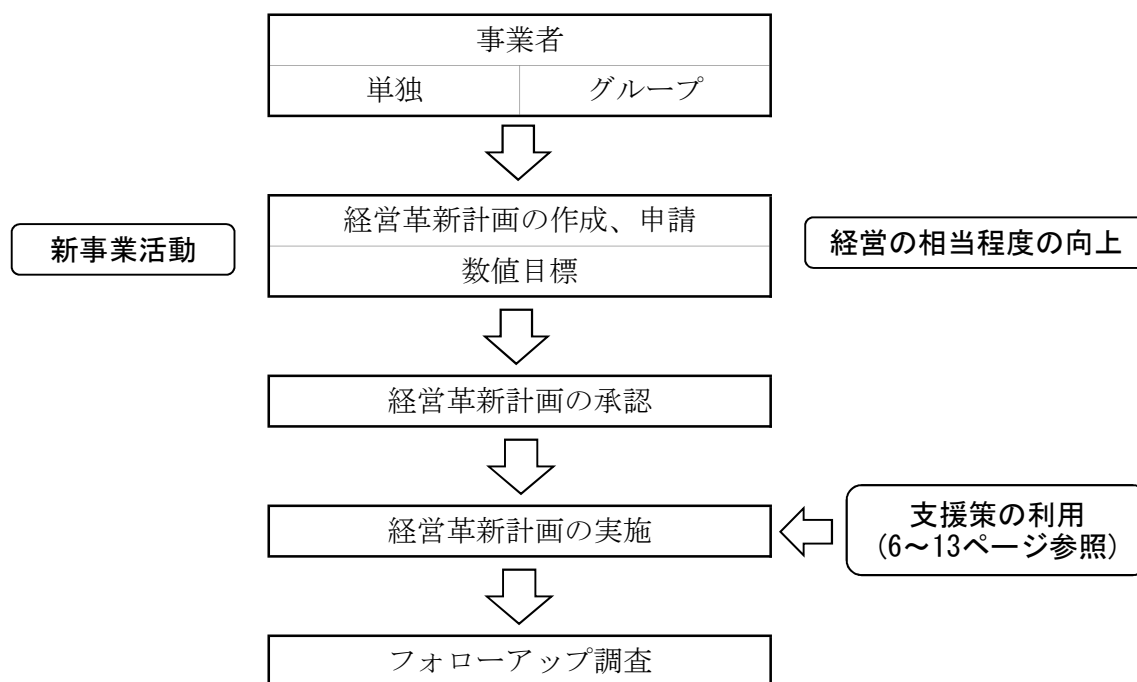 事業者
単独
グループ
経営革新計画の作成、申請
新事業活動
経営の相当程度の向上
数値目標
経営革新計画の承認
経営革新計画の実施
支援策の利用
(6～13ページ参照)
フォローアップ調査